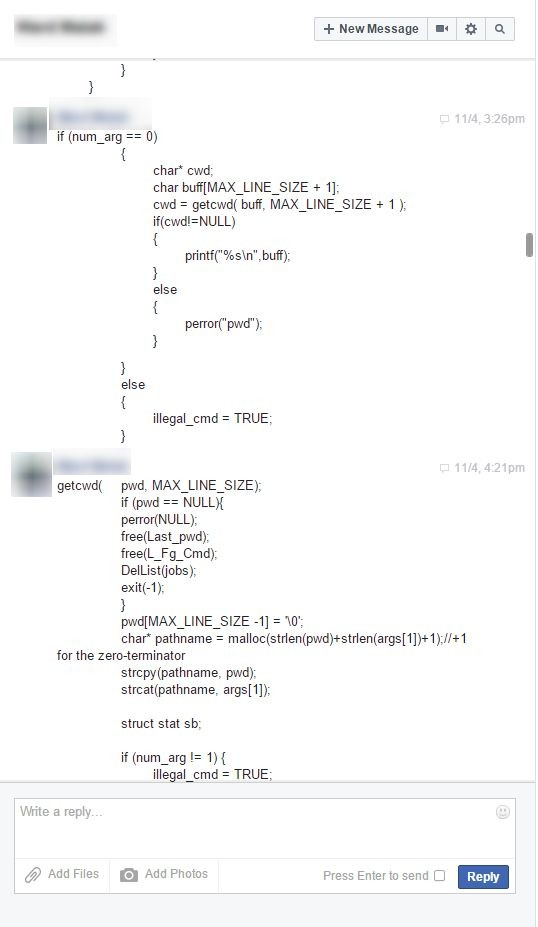 + New Message
}
}
11/4, 3:26pm
if (num_arg == 0)
{
char* cwd;
char buff[MAX_LINE_SIZE + 1];
cwd = getcwd( buff, MAX_LINE_SIZE + 1 );
if(cwd!=NULL)
{
printf("%s\n",buff);
}
else
{
perror("pwd");
}
}
else
{
illegal_cmd = TRUE;
}
11/4, 4:21pm
getcwd( pwd, MAX_LINE_SIZE);
if (pwd == NULL){
perror(NULL);
free(Last_pwd);
free(L_Fg_Cmd);
DelList(jobs);
exit(-1);
}
pwd[MAX_LINE_SIZE -1] = '\0';
char* pathname = malloc(strlen(pwd)+strlen(args[1])+1);//+1
for the zero-terminator
strcpy(pathname, pwd);
strcat(pathname, args[1]);
struct stat sb;
if (num_arg != 1) {
illegal_cmd = TRUE;
Write a reply...
Add Files Add Photos Press Enter to send Reply